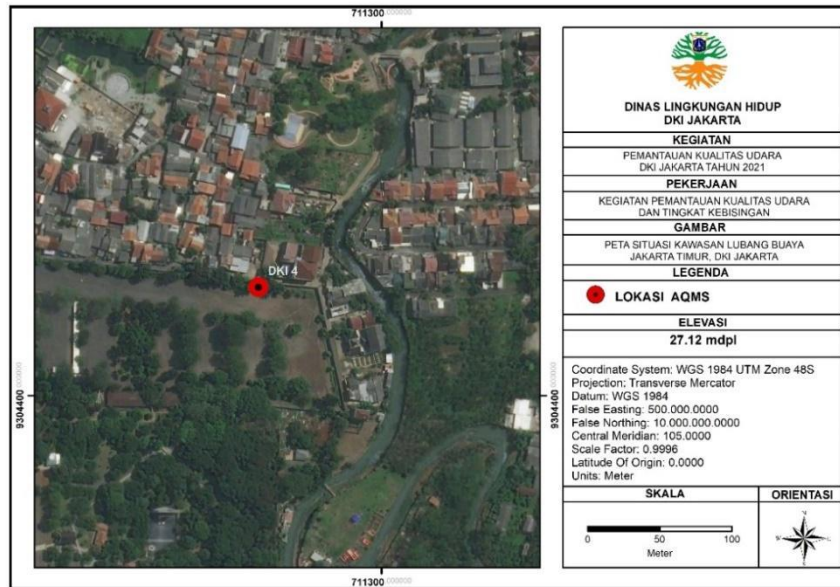 711300.000000
DKI 4
9304400.000000
9304400.000000
711300.000000
DINAS LINGKUNGAN HIDUP
DKI JAKARTA
KEGIATAN
PEMANTAUAN KUALITAS UDARA
DKI JAKARTA TAHUN 2021
PEKERJAAN
KEGIATAN PEMANTAUAN KUALITAS UDARA
DAN TINGKAT KEBISINGAN
GAMBAR
PETA SITUASI KAWASAN LUBANG BUAYA
JAKARTA TIMUR, DKI JAKARTA
LEGENDA
LOKASI AQMS
ELEVASI
27.12 mdpl
Coordinate System: WGS 1984 UTM Zone 48S
Projection: Transverse Mercator
Datum: WGS 1984
False Easting: 500.000.0000
False Northing: 10.000.000.0000
Central Meridian: 105.0000
Scale Factor: 0.9996
Latitude Of Origin: 0.0000
Units: Meter
SKALA
0 50 100
Meter
ORIENTASI
N
W E
S